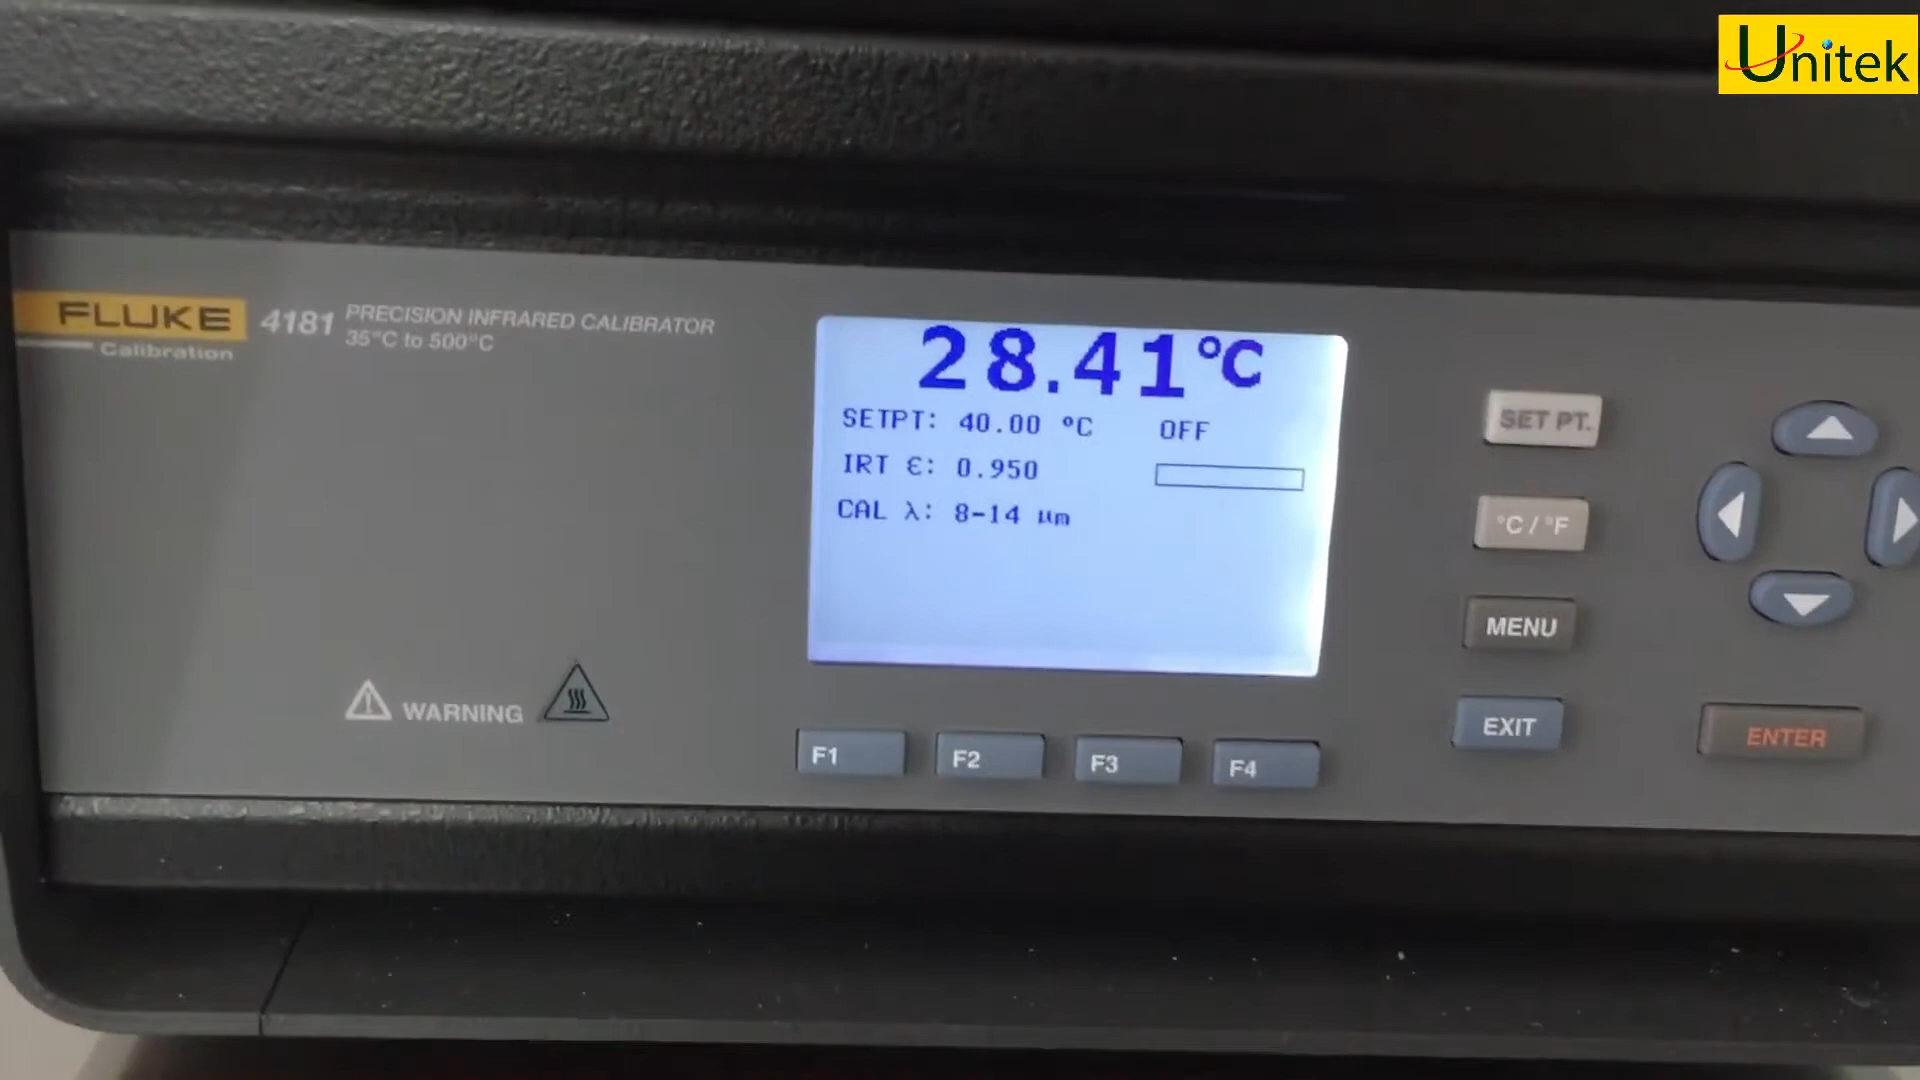 Unitek
FLUKE
Calibration
4181
PRECISION INFRARED CALIBRATOR
35°C to 500°C
28.41°C
SETPT: 40.00 °C OFF
IRT ε: 0.950
CAL λ: 8-14 µm
WARNING
F1
F2
F3
F4
SET PT.
°C / °F
MENU
EXIT
ENTER